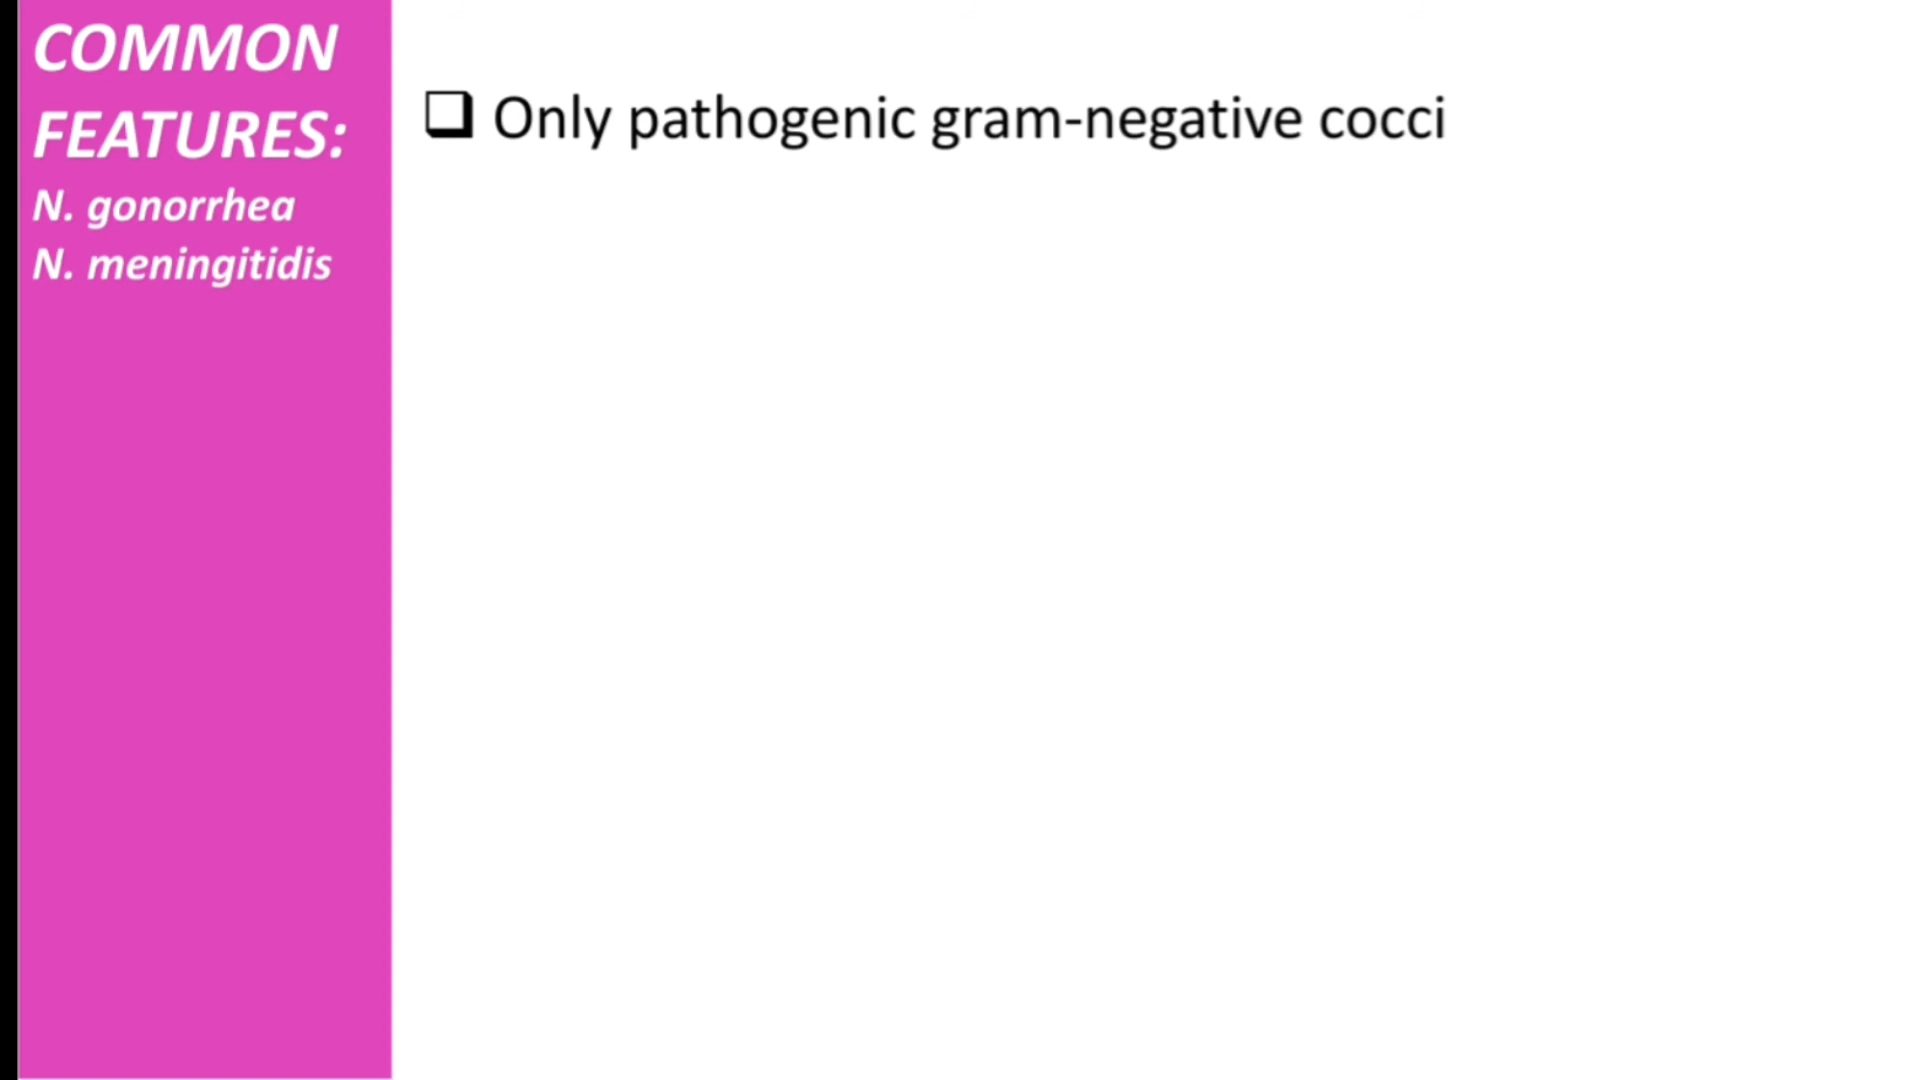 COMMON
FEATURES:
N. gonorrhea
N. meningitidis
❑ Only pathogenic gram-negative cocci